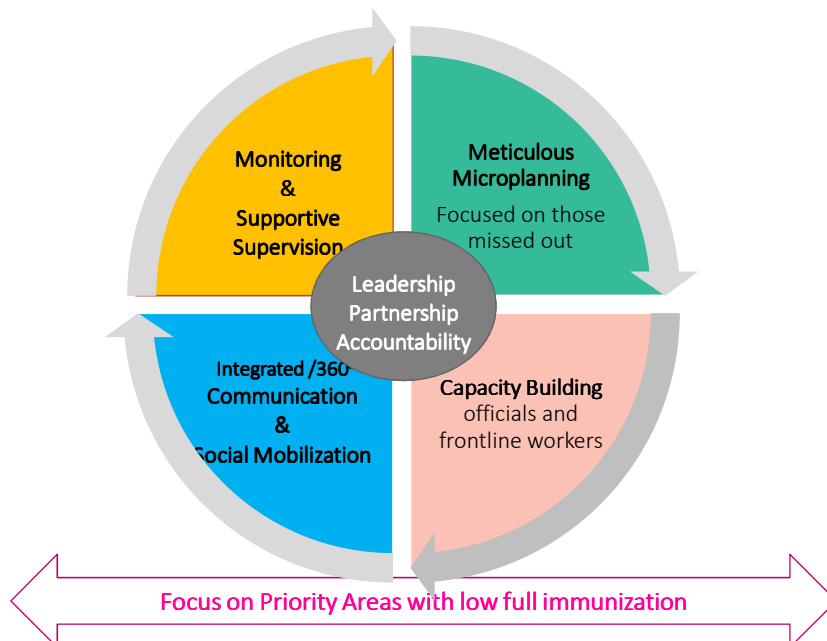 Monitoring
&
Supportive
Supervision
Meticulous
Microplanning
Focused on those
missed out
Leadership
Partnership
Accountability
Integrated /360
Communication
&
Social Mobilization
Capacity Building
officials and
frontline workers
Focus on Priority Areas with low full immunization